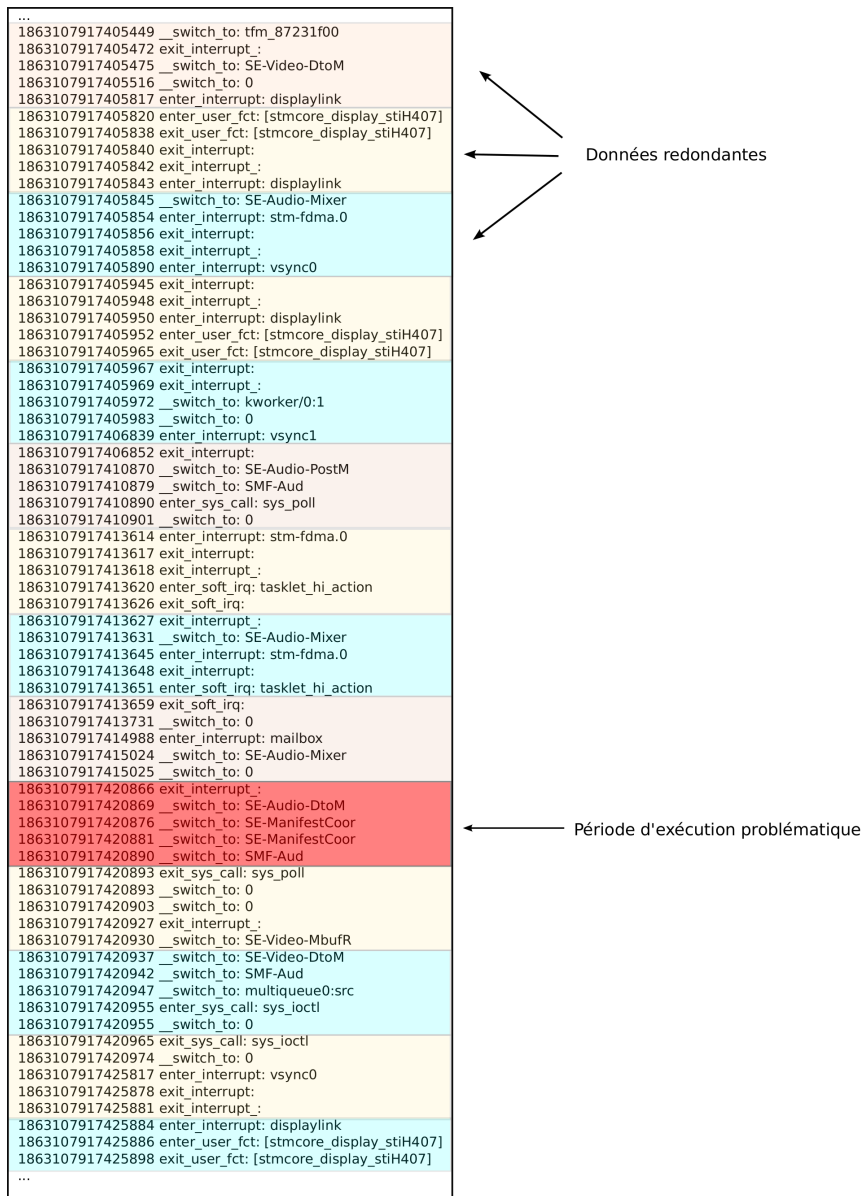 ...
1863107917405449 __switch_to: tfm_87231f00
1863107917405472 exit_interrupt_:
1863107917405475 __switch_to: SE-Video-DtoM
1863107917405516 __switch_to: 0
1863107917405817 enter_interrupt: displaylink
1863107917405820 enter_user_fct: [stmcore_display_stiH407]
1863107917405838 exit_user_fct: [stmcore_display_stiH407]
1863107917405840 exit_interrupt:
1863107917405842 exit_interrupt_:
1863107917405843 enter_interrupt: displaylink
1863107917405845 __switch_to: SE-Audio-Mixer
1863107917405854 enter_interrupt: stm-fdma.0
1863107917405856 exit_interrupt:
1863107917405858 exit_interrupt_:
1863107917405890 enter_interrupt: vsync0
1863107917405945 exit_interrupt:
1863107917405948 exit_interrupt_:
1863107917405950 enter_interrupt: displaylink
1863107917405952 enter_user_fct: [stmcore_display_stiH407]
1863107917405965 exit_user_fct: [stmcore_display_stiH407]
1863107917405967 exit_interrupt:
1863107917405969 exit_interrupt_:
1863107917405972 __switch_to: kworker/0:1
1863107917405983 __switch_to: 0
1863107917406839 enter_interrupt: vsync1
1863107917406852 exit_interrupt:
1863107917410870 __switch_to: SE-Audio-PostM
1863107917410879 __switch_to: SMF-Aud
1863107917410890 enter_sys_call: sys_poll
1863107917410901 __switch_to: 0
1863107917413614 enter_interrupt: stm-fdma.0
1863107917413617 exit_interrupt:
1863107917413618 exit_interrupt_:
1863107917413620 enter_soft_irq: tasklet_hi_action
1863107917413626 exit_soft_irq:
1863107917413627 exit_interrupt_:
1863107917413631 __switch_to: SE-Audio-Mixer
1863107917413645 enter_interrupt: stm-fdma.0
1863107917413648 exit_interrupt:
1863107917413651 enter_soft_irq: tasklet_hi_action
1863107917413659 exit_soft_irq:
1863107917413731 __switch_to: 0
1863107917414988 enter_interrupt: mailbox
1863107917415024 __switch_to: SE-Audio-Mixer
1863107917415025 __switch_to: 0
1863107917420866 exit_interrupt_:
1863107917420869 __switch_to: SE-Audio-DtoM
1863107917420876 __switch_to: SE-ManifestCoor
1863107917420881 __switch_to: SE-ManifestCoor
1863107917420890 __switch_to: SMF-Aud
1863107917420893 exit_sys_call: sys_poll
1863107917420893 __switch_to: 0
1863107917420903 __switch_to: 0
1863107917420927 exit_interrupt_:
1863107917420930 __switch_to: SE-Video-MbufR
1863107917420937 __switch_to: SE-Video-DtoM
1863107917420942 __switch_to: SMF-Aud
1863107917420947 __switch_to: multiqueue0:src
1863107917420955 enter_sys_call: sys_ioctl
1863107917420955 __switch_to: 0
1863107917420965 exit_sys_call: sys_ioctl
1863107917420974 __switch_to: 0
1863107917425817 enter_interrupt: vsync0
1863107917425878 exit_interrupt:
1863107917425881 exit_interrupt_:
1863107917425884 enter_interrupt: displaylink
1863107917425886 enter_user_fct: [stmcore_display_stiH407]
1863107917425898 exit_user_fct: [stmcore_display_stiH407]
...
Données redondantes
Période d'exécution problématique